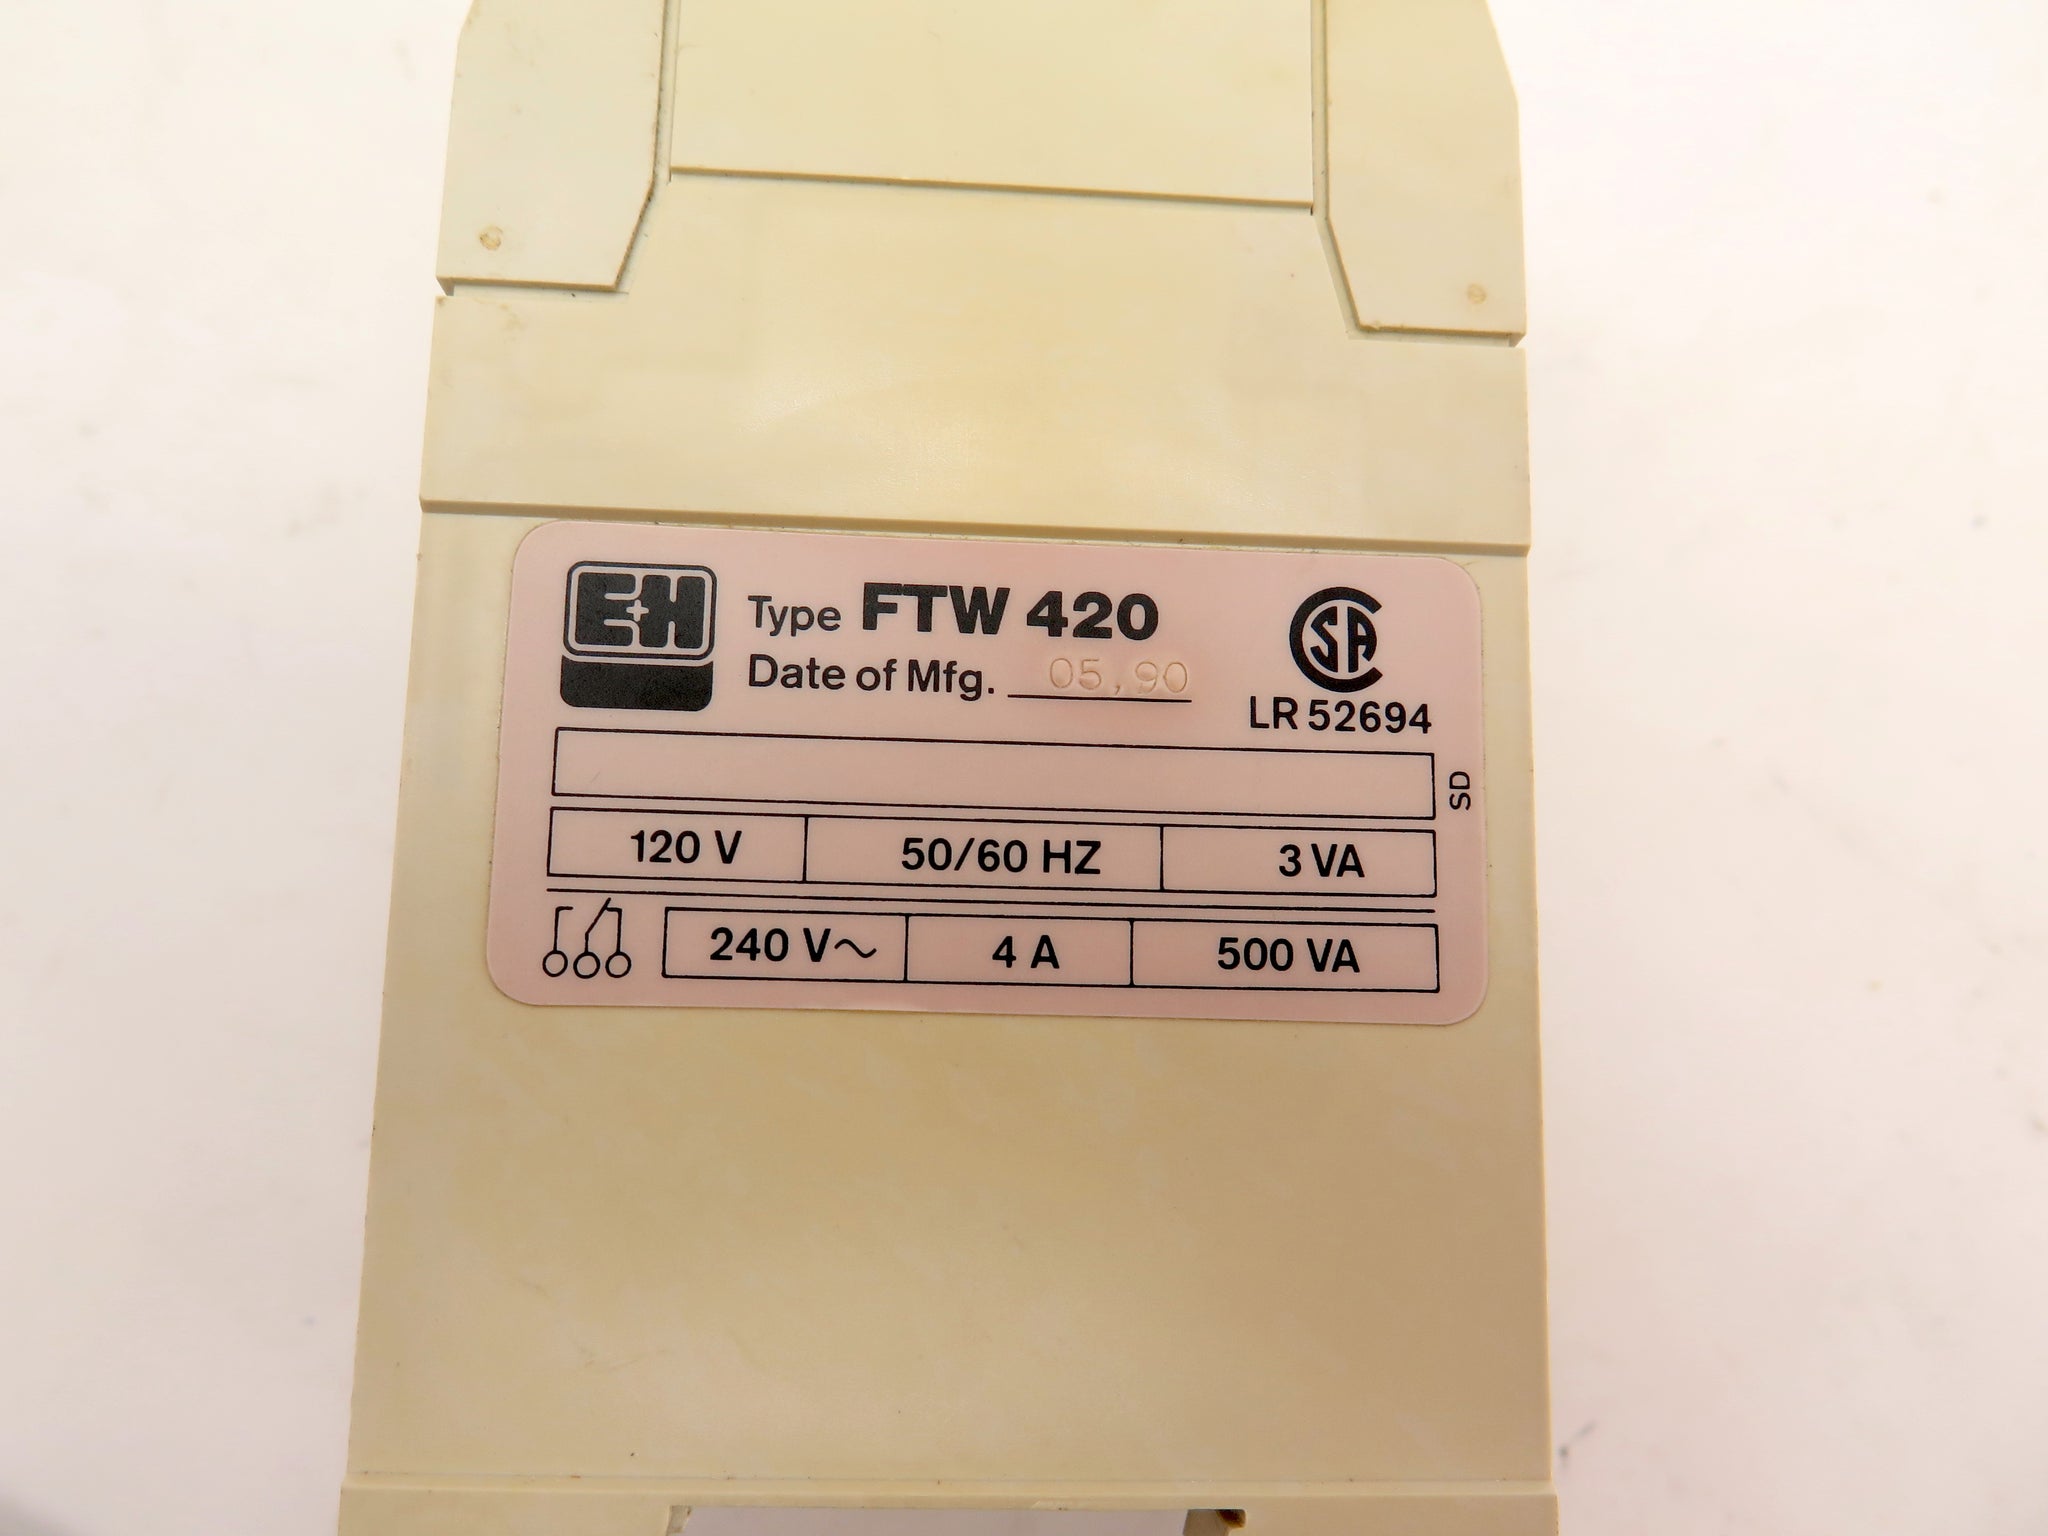 E+H
Type FTW 420
Date of Mfg. 05,90
SA
LR 52694
SD
120 V 50/60 HZ 3 VA
240 V~ 4 A 500 VA